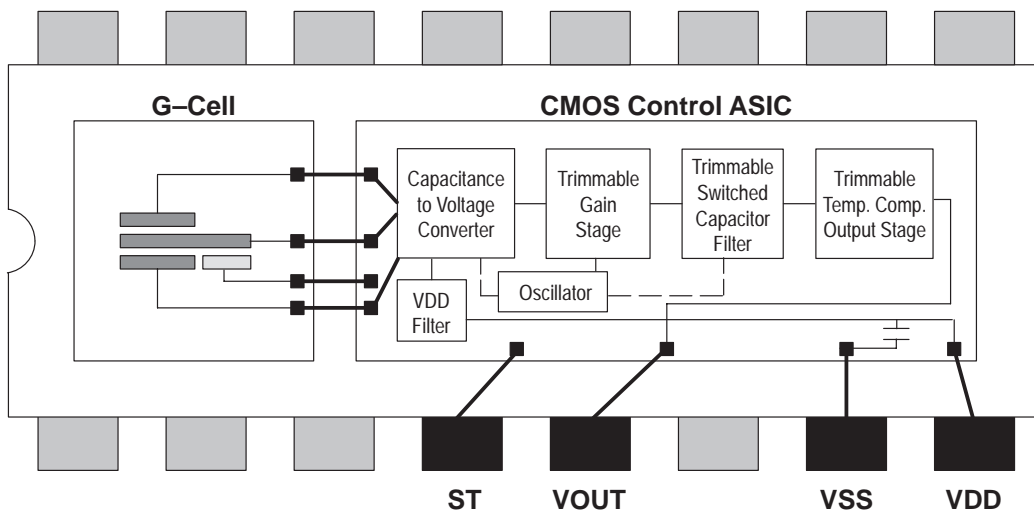 G–Cell
CMOS Control ASIC
Capacitance
to Voltage
Converter
Trimmable
Gain
Stage
Trimmable
Switched
Capacitor
Filter
Trimmable
Temp. Comp.
Output Stage
VDD
Filter
Oscillator
ST
VOUT
VSS
VDD